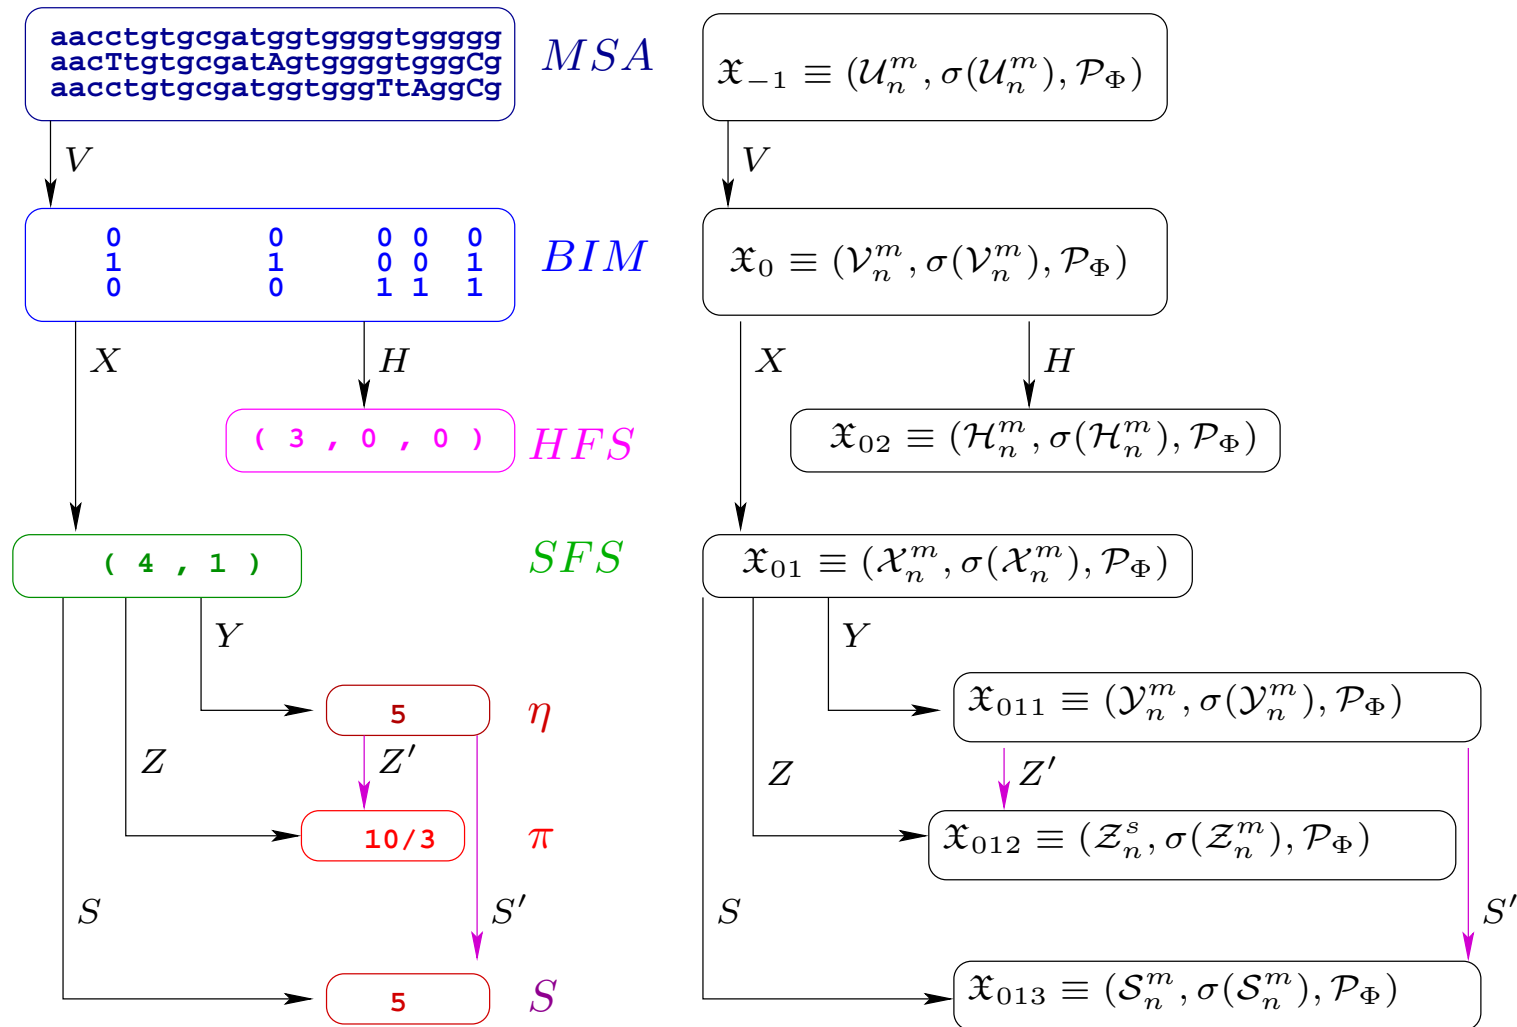 aacctgtgcgatggtggggtggggg
aacTtgtgcgatAgtggggtgggCg
aacctgtgcgatggtgggTtAggCg
MSA
V
0 0 0 0 0
1 1 0 0 1
0 0 1 1 1
BIM
X
H
( 3 , 0 , 0 )
HFS
( 4 , 1 )
SFS
Y
5
η
Z
Z′
10/3
π
S
S′
5
S
𝔛₋₁ ≡ (𝒰ₙᵐ, σ(𝒰ₙᵐ), 𝒫_Φ)
V
𝔛₀ ≡ (𝒱ₙᵐ, σ(𝒱ₙᵐ), 𝒫_Φ)
X
H
𝔛₀₂ ≡ (ℋₙᵐ, σ(ℋₙᵐ), 𝒫_Φ)
𝔛₀₁ ≡ (𝒳ₙᵐ, σ(𝒳ₙᵐ), 𝒫_Φ)
Y
𝔛₀₁₁ ≡ (𝒴ₙᵐ, σ(𝒴ₙᵐ), 𝒫_Φ)
Z
Z′
𝔛₀₁₂ ≡ (𝒵ₙˢ, σ(𝒵ₙᵐ), 𝒫_Φ)
S
S′
𝔛₀₁₃ ≡ (𝒮ₙᵐ, σ(𝒮ₙᵐ), 𝒫_Φ)